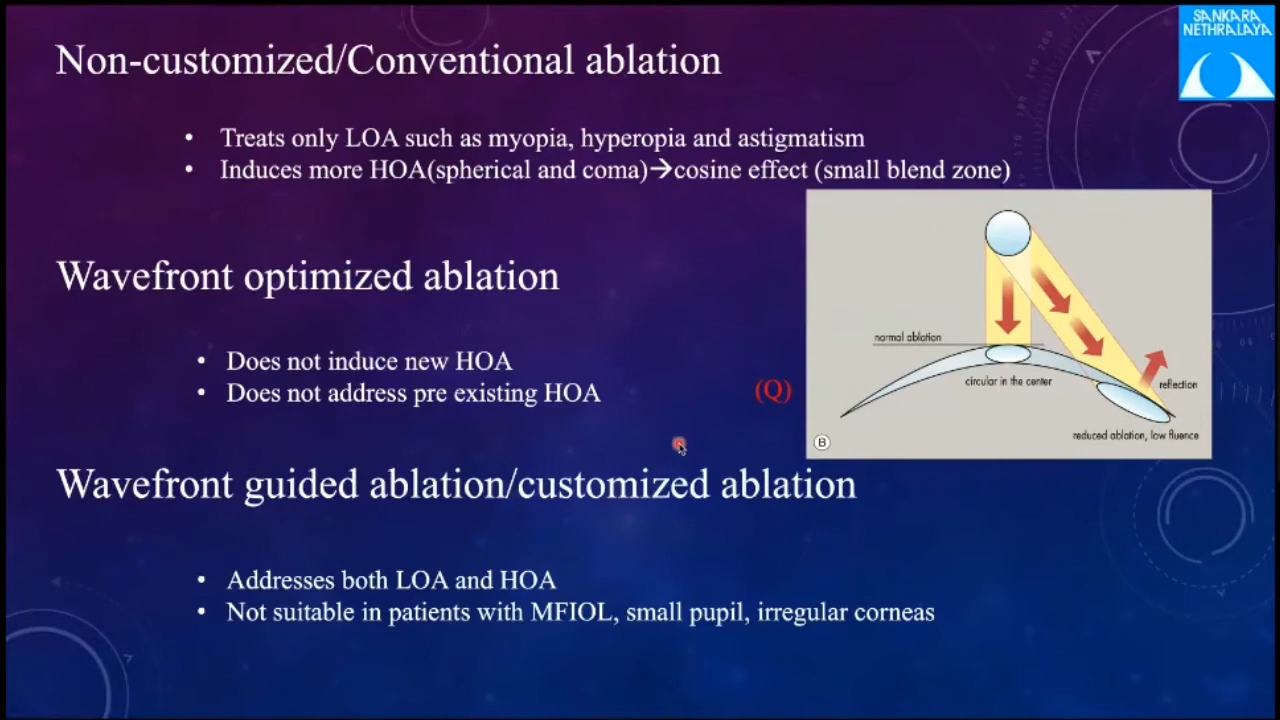 SANKARA
NETHRALAYA
Non-customized/Conventional ablation
• Treats only LOA such as myopia, hyperopia and astigmatism
• Induces more HOA(spherical and coma)→cosine effect (small blend zone)
Wavefront optimized ablation
• Does not induce new HOA
• Does not address pre existing HOA
(Q)
normal ablation
circular in the center
reflection
reduced ablation, low fluence
B
Wavefront guided ablation/customized ablation
• Addresses both LOA and HOA
• Not suitable in patients with MFIOL, small pupil, irregular corneas